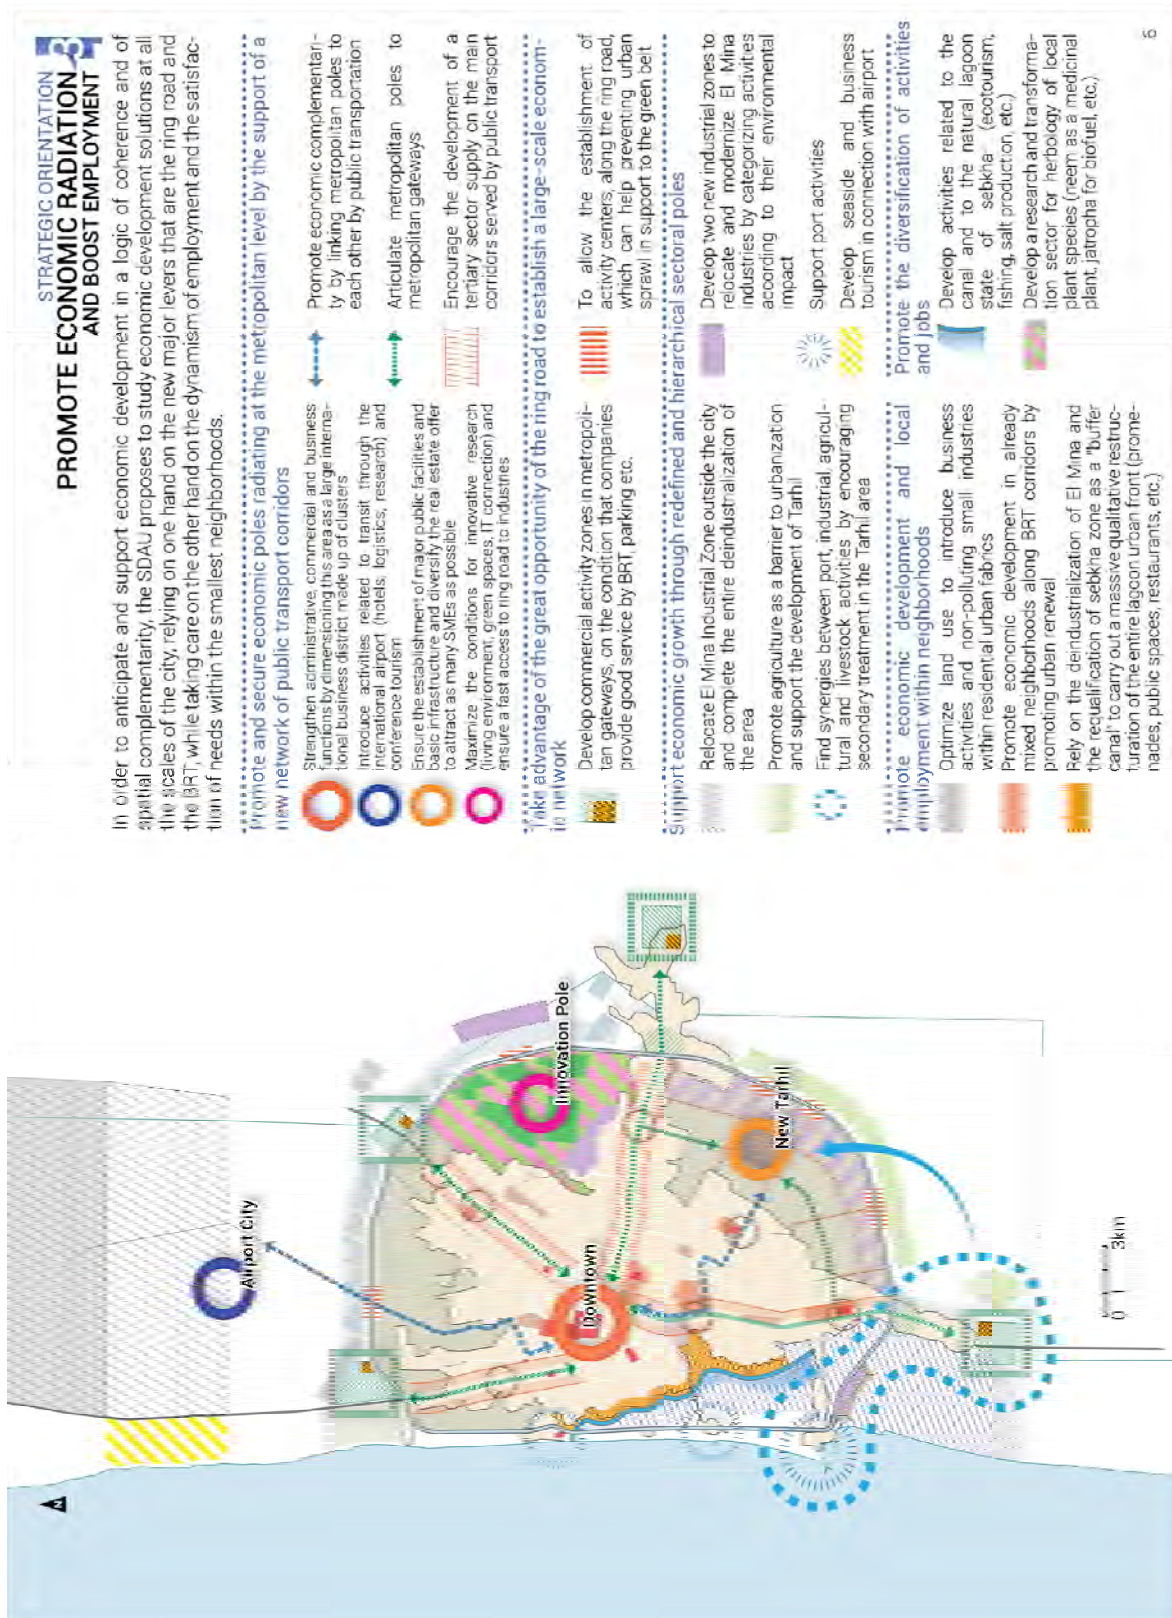 STRATEGIC ORIENTATION
3
PROMOTE ECONOMIC RADIATION
AND BOOST EMPLOYMENT
In order to anticipate and support economic development in a logic of coherence and of
spatial complementarity, the SDAU proposes to study economic development solutions at all
the scales of the city, relying on one hand on the new major levers that are the ring road and
the BRT, while taking care on the other hand on the dynamism of employment and the satisfac-
tion of needs within the smallest neighborhoods.
Promote and secure economic poles radiating at the metropolitan level by the support of a
new network of public transport corridors
Strengthen administrative, commercial and business
functions by dimensioning this area as a large interna-
tional business district made up of clusters
Introduce activities related to transit through the
international airport (hotels, logistics, research) and
conference tourism
Ensure the establishment of major public facilities and
basic infrastructure and diversify the real estate offer
to attract as many SMEs as possible
Maximize the conditions for innovative research
(living environment, green spaces, IT connection) and
ensure a fast access to ring road to industries
Promote economic complementari-
ty by linking metropolitan poles to
each other by public transportation
Articulate metropolitan poles to
metropolitan gateways
Encourage the development of a
tertiary sector supply on the main
corridors served by public transport
Take advantage of the great opportunity of the ring road to establish a large-scale econom-
ic network
Develop commercial activity zones in metropoli-
tan gateways, on the condition that companies
provide good service by BRT, parking etc.
To allow the establishment of
activity centers, along the ring road,
which can help preventing urban
sprawl in support to the green belt
Support economic growth through redefined and hierarchical sectoral poles
Relocate El Mina Industrial Zone outside the city
and complete the entire deindustrialization of
the area
Promote agriculture as a barrier to urbanization
and support the development of Tarhil
Find synergies between port, industrial, agricul-
tural and livestock activities by encouraging
secondary treatment in the Tarhil area
Develop two new industrial zones to
relocate and modernize El Mina
industries by categorizing activities
according to their environmental
impact
Support port activities
Develop seaside and business
tourism in connection with airport
Promote economic development and local
employment within neighborhoods
Optimize land use to introduce business
activities and non-polluting small industries
within residential urban fabrics
Promote economic development in already
mixed neighborhoods along BRT corridors by
promoting urban renewal
Rely on the deindustrialization of El Mina and
the requalification of sebkha zone as a "buffer
canal" to carry out a massive qualitative restruc-
turation of the entire lagoon urban front (prome-
nades, public spaces, restaurants, etc.)
Promote the diversification of activities
and jobs
Develop activities related to the
canal and to the natural lagoon
state of sebkha (ecotourism,
fishing, salt production, etc.)
Develop a research and transforma-
tion sector for herbology of local
plant species (neem as a medicinal
plant, jatropha for biofuel, etc.)
N
Airport City
Innovation Pole
Downtown
New Tarhil
0 1 3km